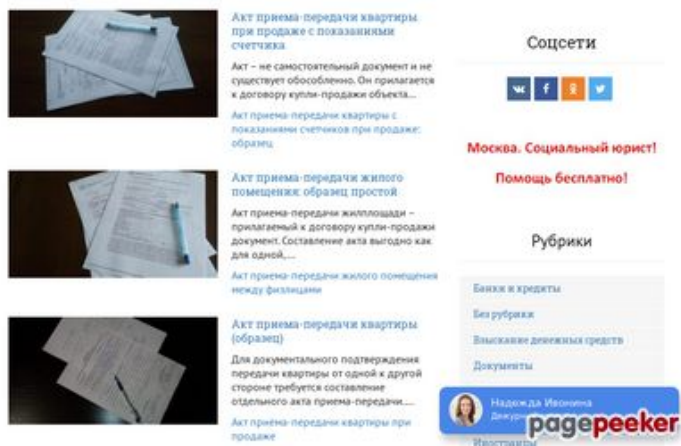 Акт приема-передачи квартиры
при продаже с показаниями
счетчика
Акт – не самостоятельный документ и не
существует обособленно. Он прилагается
к договору купли-продажи объекта...
Акт приема-передачи квартиры с
показаниями счетчиков при продаже:
образец
Акт приема-передачи жилого
помещения: образец простой
Акт приема-передачи жилплощади –
прилагаемый к договору купли-продажи
документ. Составление акта выгодно как
для одной,....
Акт приема-передачи жилого помещения
между физлицами
Акт приема-передачи квартиры
(образец)
Для документального подтверждения
передачи квартиры от одной к другой
стороне требуется составление
отдельного акта приема-передачи....
Акт приема-передачи квартиры при
продаже
Соцсети
Москва. Социальный юрист!
Помощь бесплатно!
Рубрики
Банки и кредиты
Без рубрики
Взыскание денежных средств
Документы
Надежда Ивонина
pagepeeker
Иностранцы